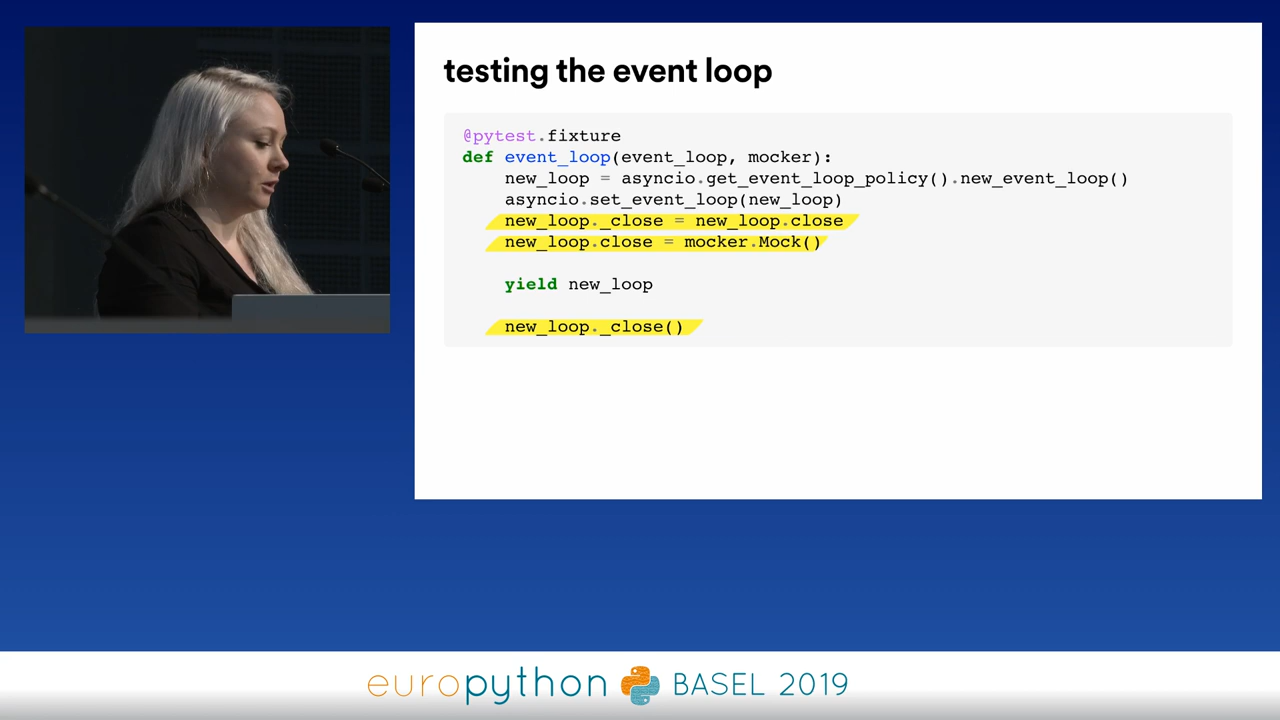 testing the event loop
@pytest.fixture
def event_loop(event_loop, mocker):
    new_loop = asyncio.get_event_loop_policy().new_event_loop()
    asyncio.set_event_loop(new_loop)
    new_loop._close = new_loop.close
    new_loop.close = mocker.Mock()
    yield new_loop
    new_loop._close()
europython BASEL 2019